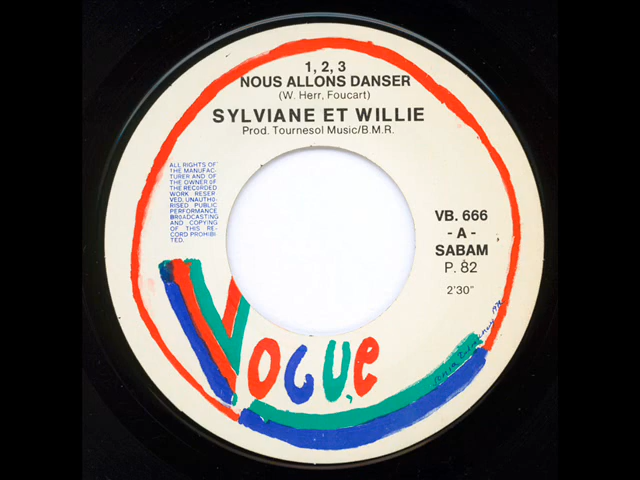 1, 2, 3
NOUS ALLONS DANSER
(W. Herr, Foucart)
SYLVIANE ET WILLIE
Prod. Tournesol Music/B.M.R.
ALL RIGHTS OF
THE MANUFAC-
TURER AND OF
THE OWNER OF
THE RECORDED
WORK RESER
VED. UNAUTHO-
RISED PUBLIC
PERFORMANCE
BROADCASTING
AND COPYING
OF THIS RE-
CORD PROHIBI
TED.
VB. 666
- A -
SABAM
P. 82
2'30"
VOGUE